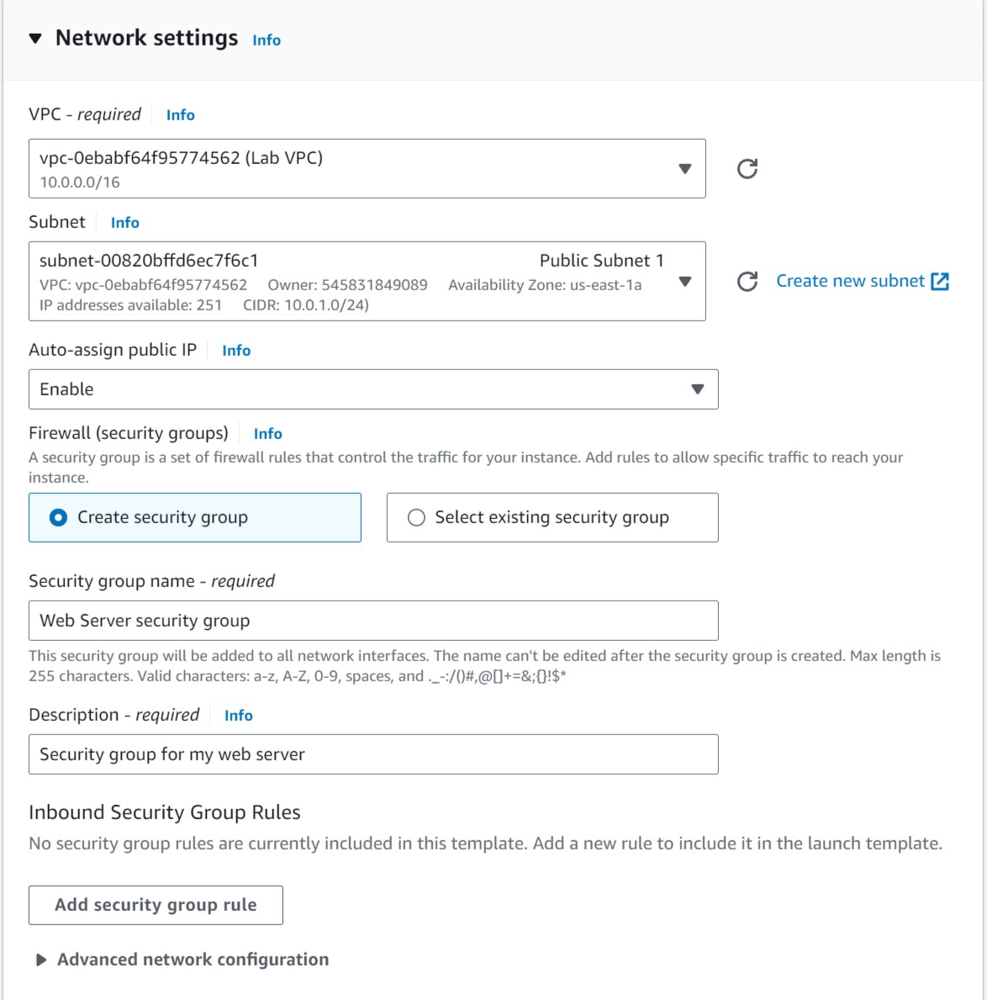 Network settings Info
VPC - required Info
vpc-0ebabf64f95774562 (Lab VPC)
10.0.0.0/16
Subnet Info
subnet-00820bffd6ec7f6c1 Public Subnet 1
VPC: vpc-0ebabf64f95774562 Owner: 545831849089 Availability Zone: us-east-1a
IP addresses available: 251 CIDR: 10.0.1.0/24)
Create new subnet
Auto-assign public IP Info
Enable
Firewall (security groups) Info
A security group is a set of firewall rules that control the traffic for your instance. Add rules to allow specific traffic to reach your
instance.
Create security group Select existing security group
Security group name - required
Web Server security group
This security group will be added to all network interfaces. The name can't be edited after the security group is created. Max length is
255 characters. Valid characters: a-z, A-Z, 0-9, spaces, and ._-:/()#,@[]+=&;{}!$*
Description - required Info
Security group for my web server
Inbound Security Group Rules
No security group rules are currently included in this template. Add a new rule to include it in the launch template.
Add security group rule
Advanced network configuration